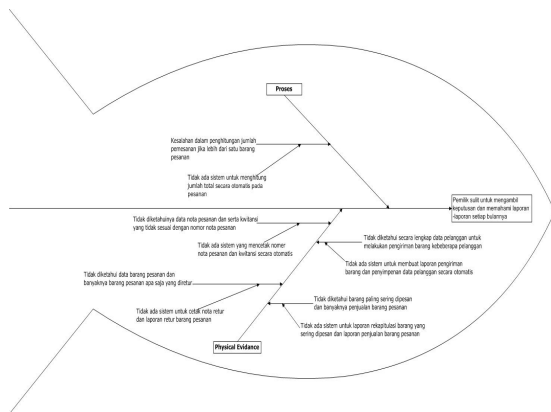 Proses
Kesalahan dalam penghitungan jumlah
pemesanan jika lebih dari satu barang
pesanan
Tidak ada sistem untuk menghitung
jumlah total secara otomatis pada
pesanan
Pemilik sulit untuk mengambil
keputusan dan memahami laporan
-laporan setiap bulannya
Tidak diketahuinya data nota pesanan dan serta kwitansi
yang tidak sesuai dengan nomor nota pesanan
Tidak ada sistem yang mencetak nomer
nota pesanan dan kwitansi secara otomatis
Tidak diketahui secara lengkap data pelanggan untuk
melakukan pengiriman barang kebeberapa pelanggan
Tidak ada sistem untuk membuat laporan pengiriman
barang dan penyimpenan data pelanggan secara otomatis
Tidak diketahui data barang pesanan dan
banyaknya barang pesanan apa saja yang diretur
Tidak ada sistem untuk cetak nota retur
dan laporan retur barang pesanan
Tidak diketahui barang paling sering dipesan
dan banyaknya penjualan barang pesanan
Tidak ada sistem untuk laporan rekapitulasi barang yang
sering dipesan dan laporan penjualan barang pesanan
Physical Evidance